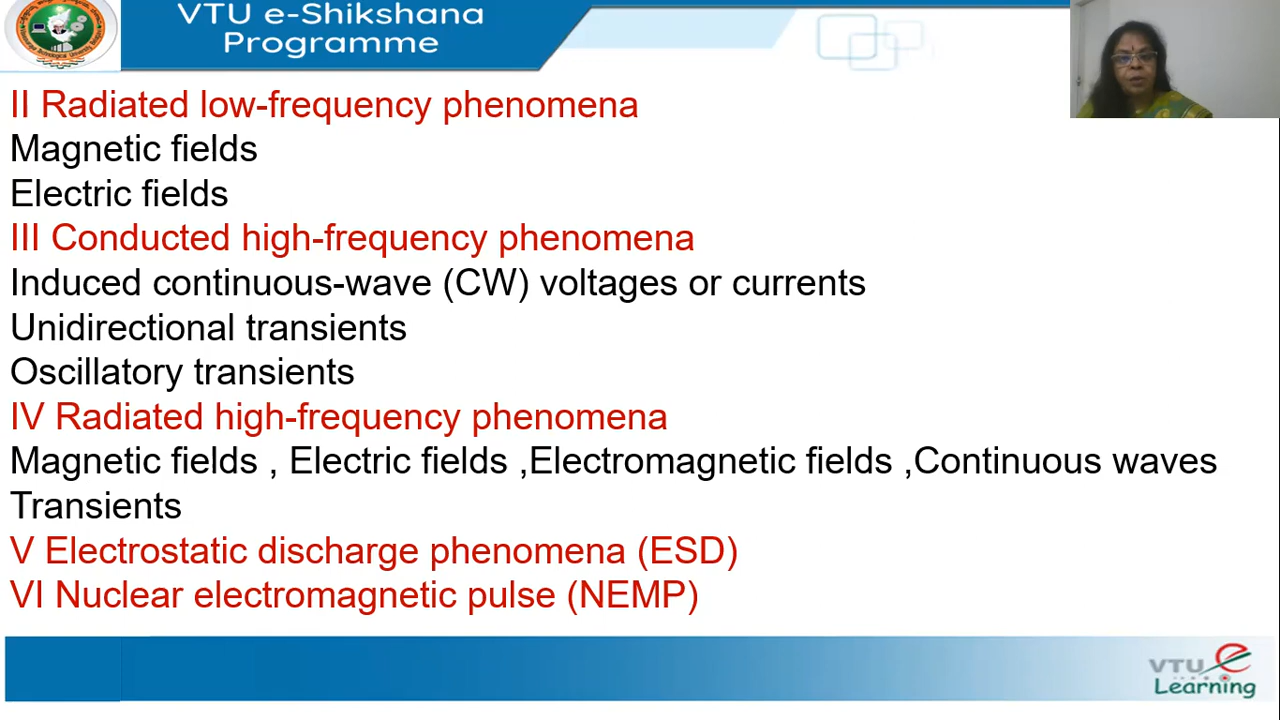 VTU e-Shikshana
Programme
II Radiated low-frequency phenomena
Magnetic fields
Electric fields
III Conducted high-frequency phenomena
Induced continuous-wave (CW) voltages or currents
Unidirectional transients
Oscillatory transients
IV Radiated high-frequency phenomena
Magnetic fields , Electric fields ,Electromagnetic fields ,Continuous waves
Transients
V Electrostatic discharge phenomena (ESD)
VI Nuclear electromagnetic pulse (NEMP)
VTU e
Learning